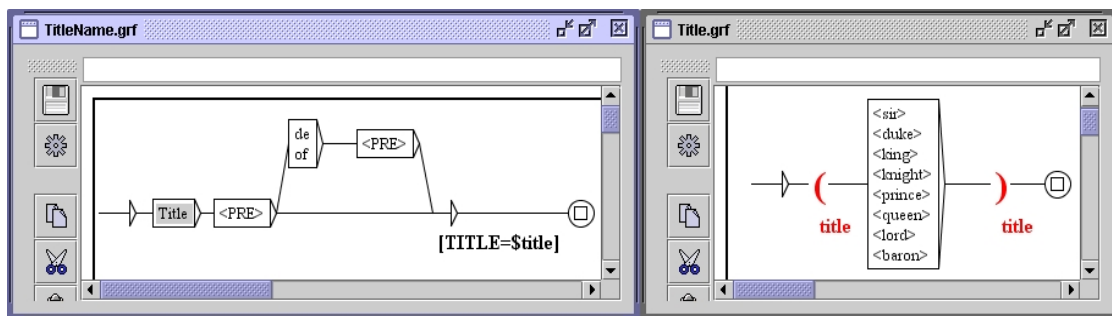 TitleName.grf
de
of
<PRE>
Title
<PRE>
[TITLE=$title]
Title.grf
<sir>
<duke>
<king>
<knight>
<prince>
<queen>
<lord>
<baron>
( )
title title